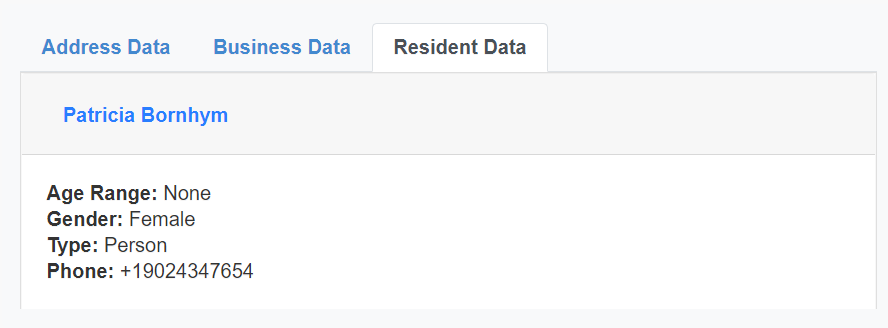 Address Data Business Data Resident Data
Patricia Bornhym
Age Range: None
Gender: Female
Type: Person
Phone: +19024347654